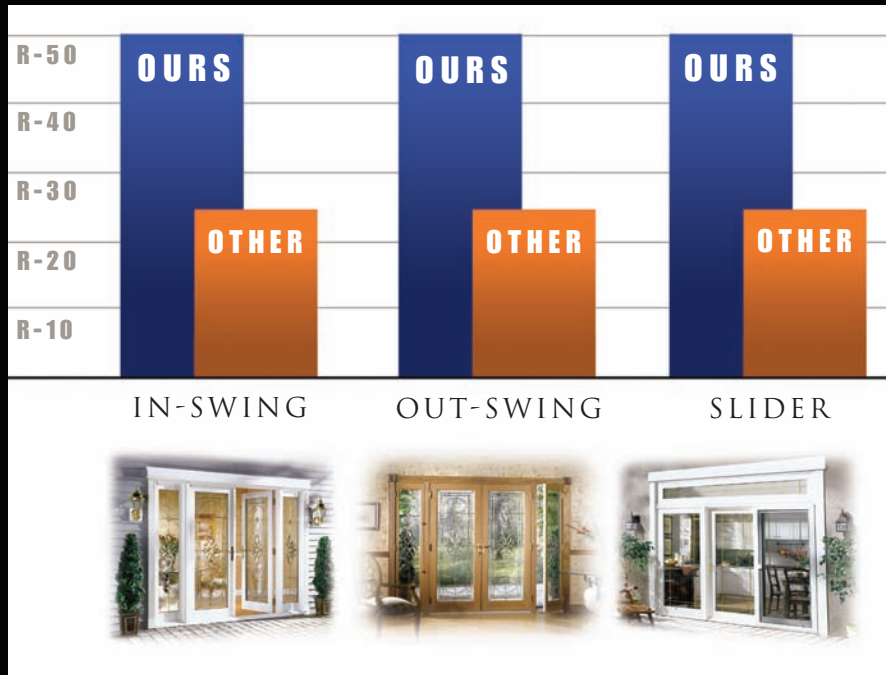 R-50
R-40
R-30
R-20
R-10
OURS
OTHER
OURS
OTHER
OURS
OTHER
IN-SWING
OUT-SWING
SLIDER